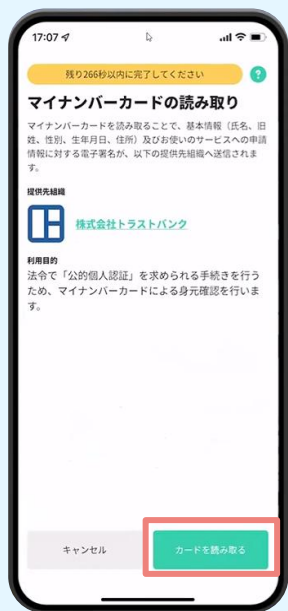 17:07
残り266秒以内に完了してください
?
マイナンバーカードの読み取り
マイナンバーカードを読み取ることで、基本情報（氏名、旧
姓、性別、生年月日、住所）及びお使いのサービスへの申請
情報に対する電子署名が、以下の提供先組織へ送信されま
す。
提供先組織
株式会社トラストバンク
利用目的
法令で「公的個人認証」を求められる手続きを行う
ため、マイナンバーカードによる身元確認を行いま
す。
キャンセル
カードを読み取る